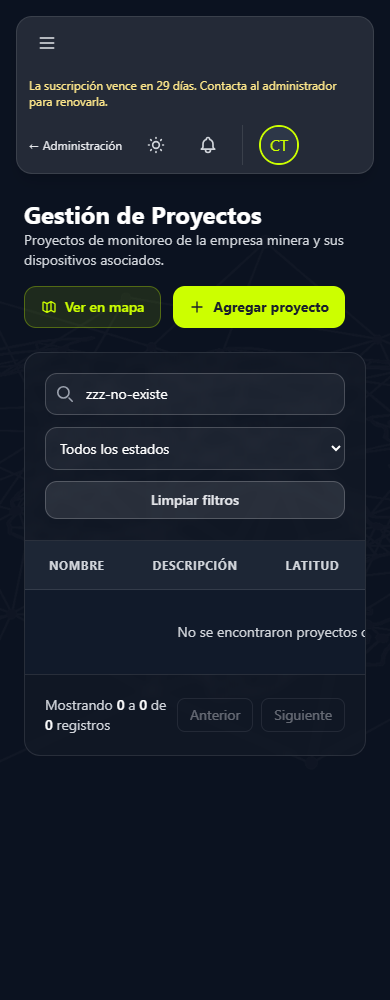 La suscripción vence en 29 días. Contacta al administrador
para renovarla.
← Administración
CT
Gestión de Proyectos
Proyectos de monitoreo de la empresa minera y sus
dispositivos asociados.
Ver en mapa
Agregar proyecto
zzz-no-existe
Todos los estados
Limpiar filtros
NOMBRE DESCRIPCIÓN LATITUD
No se encontraron proyectos
Mostrando 0 a 0 de
0 registros
Anterior Siguiente